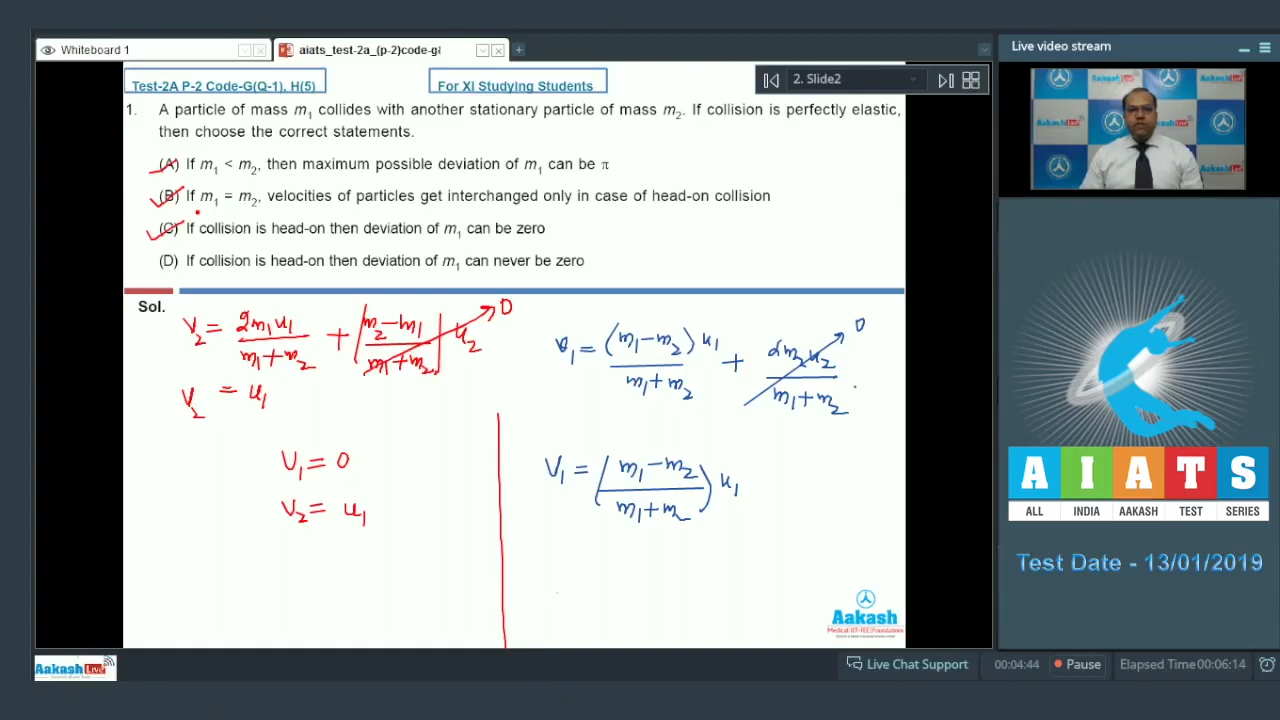 Whiteboard 1
aiats_test-2a_(p-2)code-g&
Live video stream
Test-2A P-2 Code-G(Q-1), H(5)
For XI Studying Students
2. Slide2
1. A particle of mass m₁ collides with another stationary particle of mass m₂. If collision is perfectly elastic,
then choose the correct statements.
(A) If m₁ < m₂, then maximum possible deviation of m₁ can be π
(B) If m₁ = m₂, velocities of particles get interchanged only in case of head-on collision
(C) If collision is head-on then deviation of m₁ can be zero
(D) If collision is head-on then deviation of m₁ can never be zero
Sol.
V₂ = 2m₁u₁/(m₁+m₂) + |(m₂-m₁)/(m₁+m₂)| u₂ 0
V₂ = u₁
V₁ = 0
V₂ = u₁
v₁ = (m₁-m₂)u₁/(m₁+m₂) + 2m₂u₂/(m₁+m₂) 0
V₁ = ((m₁-m₂)/(m₁+m₂)) u₁
AIATS
ALL INDIA AAKASH TEST SERIES
Test Date - 13/01/2019
Aakash
Medical|IIT-JEE|Foundations
Aakash Live
Live Chat Support
00:04:44
Pause
Elapsed Time 00:06:14